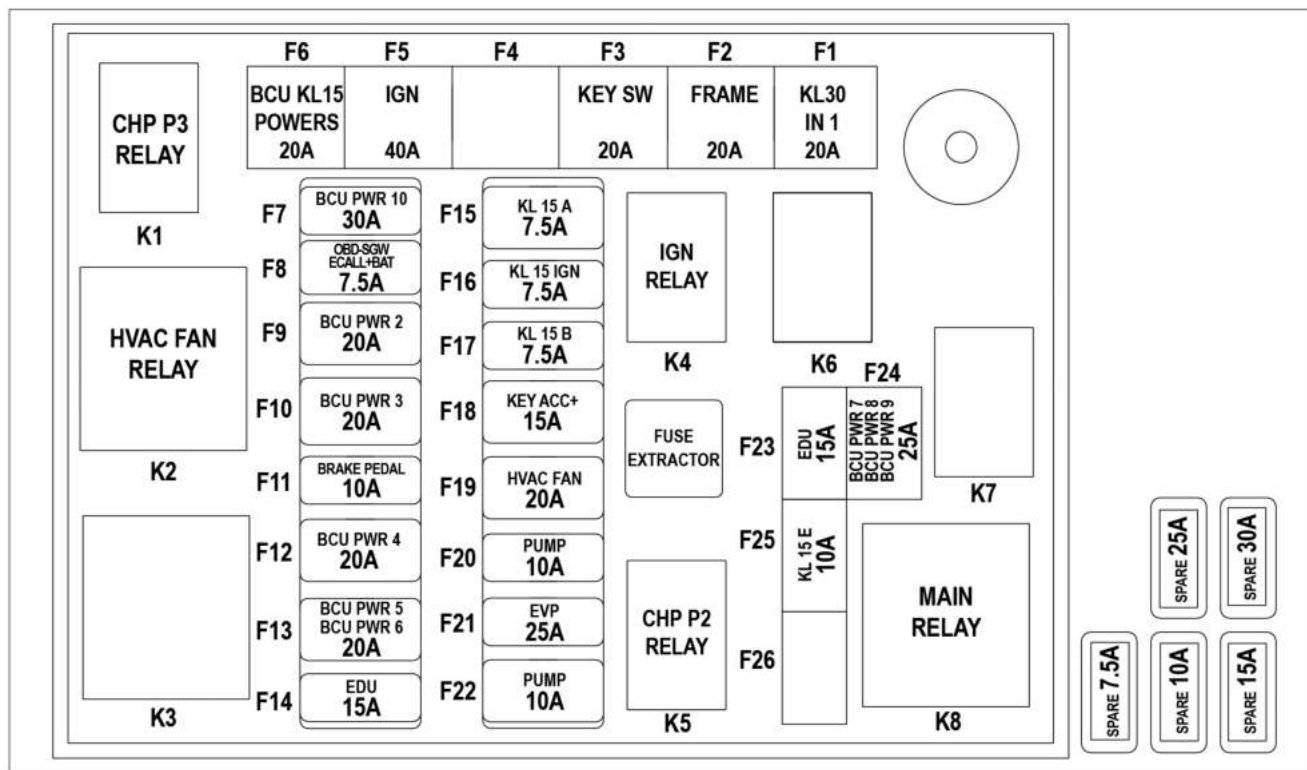 F6 F5 F4 F3 F2 F1
BCU KL15
POWERS
20A
IGN
40A
KEY SW
20A
FRAME
20A
KL30
IN 1
20A
CHP P3
RELAY
K1
HVAC FAN
RELAY
K2
K3
F7
BCU PWR 10
30A
F8
OBD-SGW
ECALL+BAT
7.5A
F9
BCU PWR 2
20A
F10
BCU PWR 3
20A
F11
BRAKE PEDAL
10A
F12
BCU PWR 4
20A
F13
BCU PWR 5
BCU PWR 6
20A
F14
EDU
15A
F15
KL 15 A
7.5A
F16
KL 15 IGN
7.5A
F17
KL 15 B
7.5A
F18
KEY ACC+
15A
F19
HVAC FAN
20A
F20
PUMP
10A
F21
EVP
25A
F22
PUMP
10A
IGN
RELAY
K4
FUSE
EXTRACTOR
CHP P2
RELAY
K5
K6
F23
EDU
15A
F24
BCU PWR 7
BCU PWR 8
BCU PWR 9
25A
F25
KL 15 E
10A
F26
K7
MAIN
RELAY
K8
SPARE 25A
SPARE 30A
SPARE 7.5A
SPARE 10A
SPARE 15A